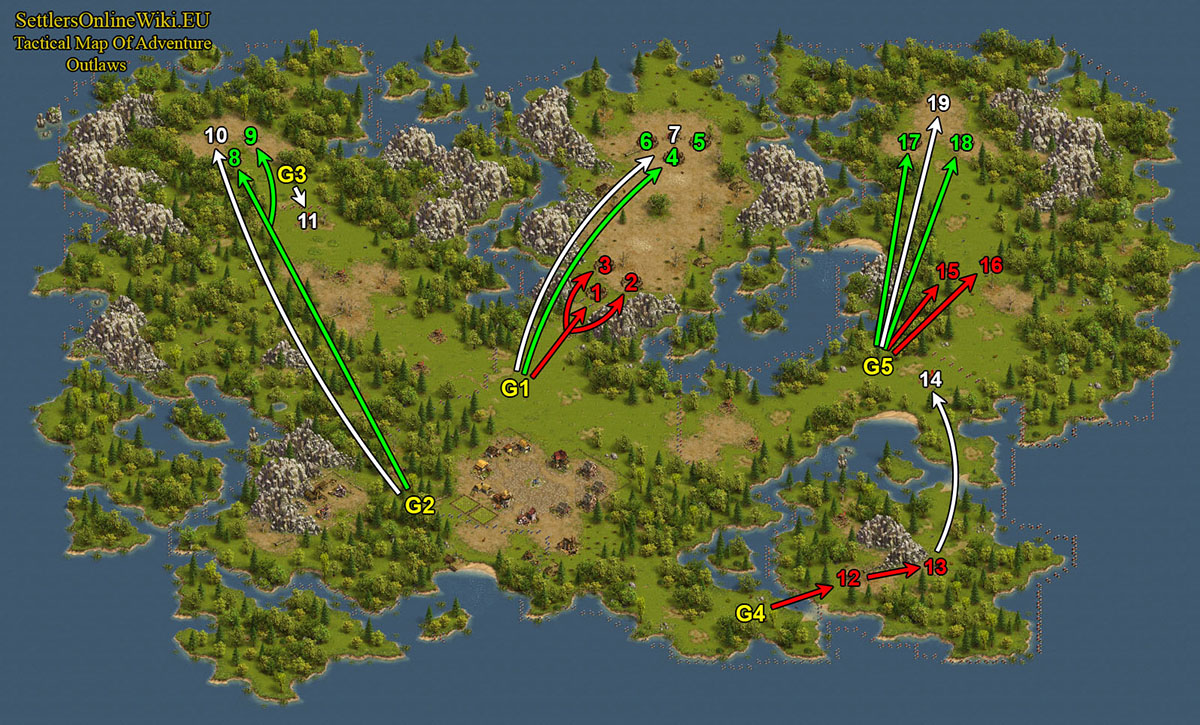 SettlersOnlineWiki.EU
Tactical Map Of Adventure
Outlaws
19
10 9
8
6 7 5
4
17 18
G3
11
3
1 2
15 16
G5
14
G1
G2
12 13
G4